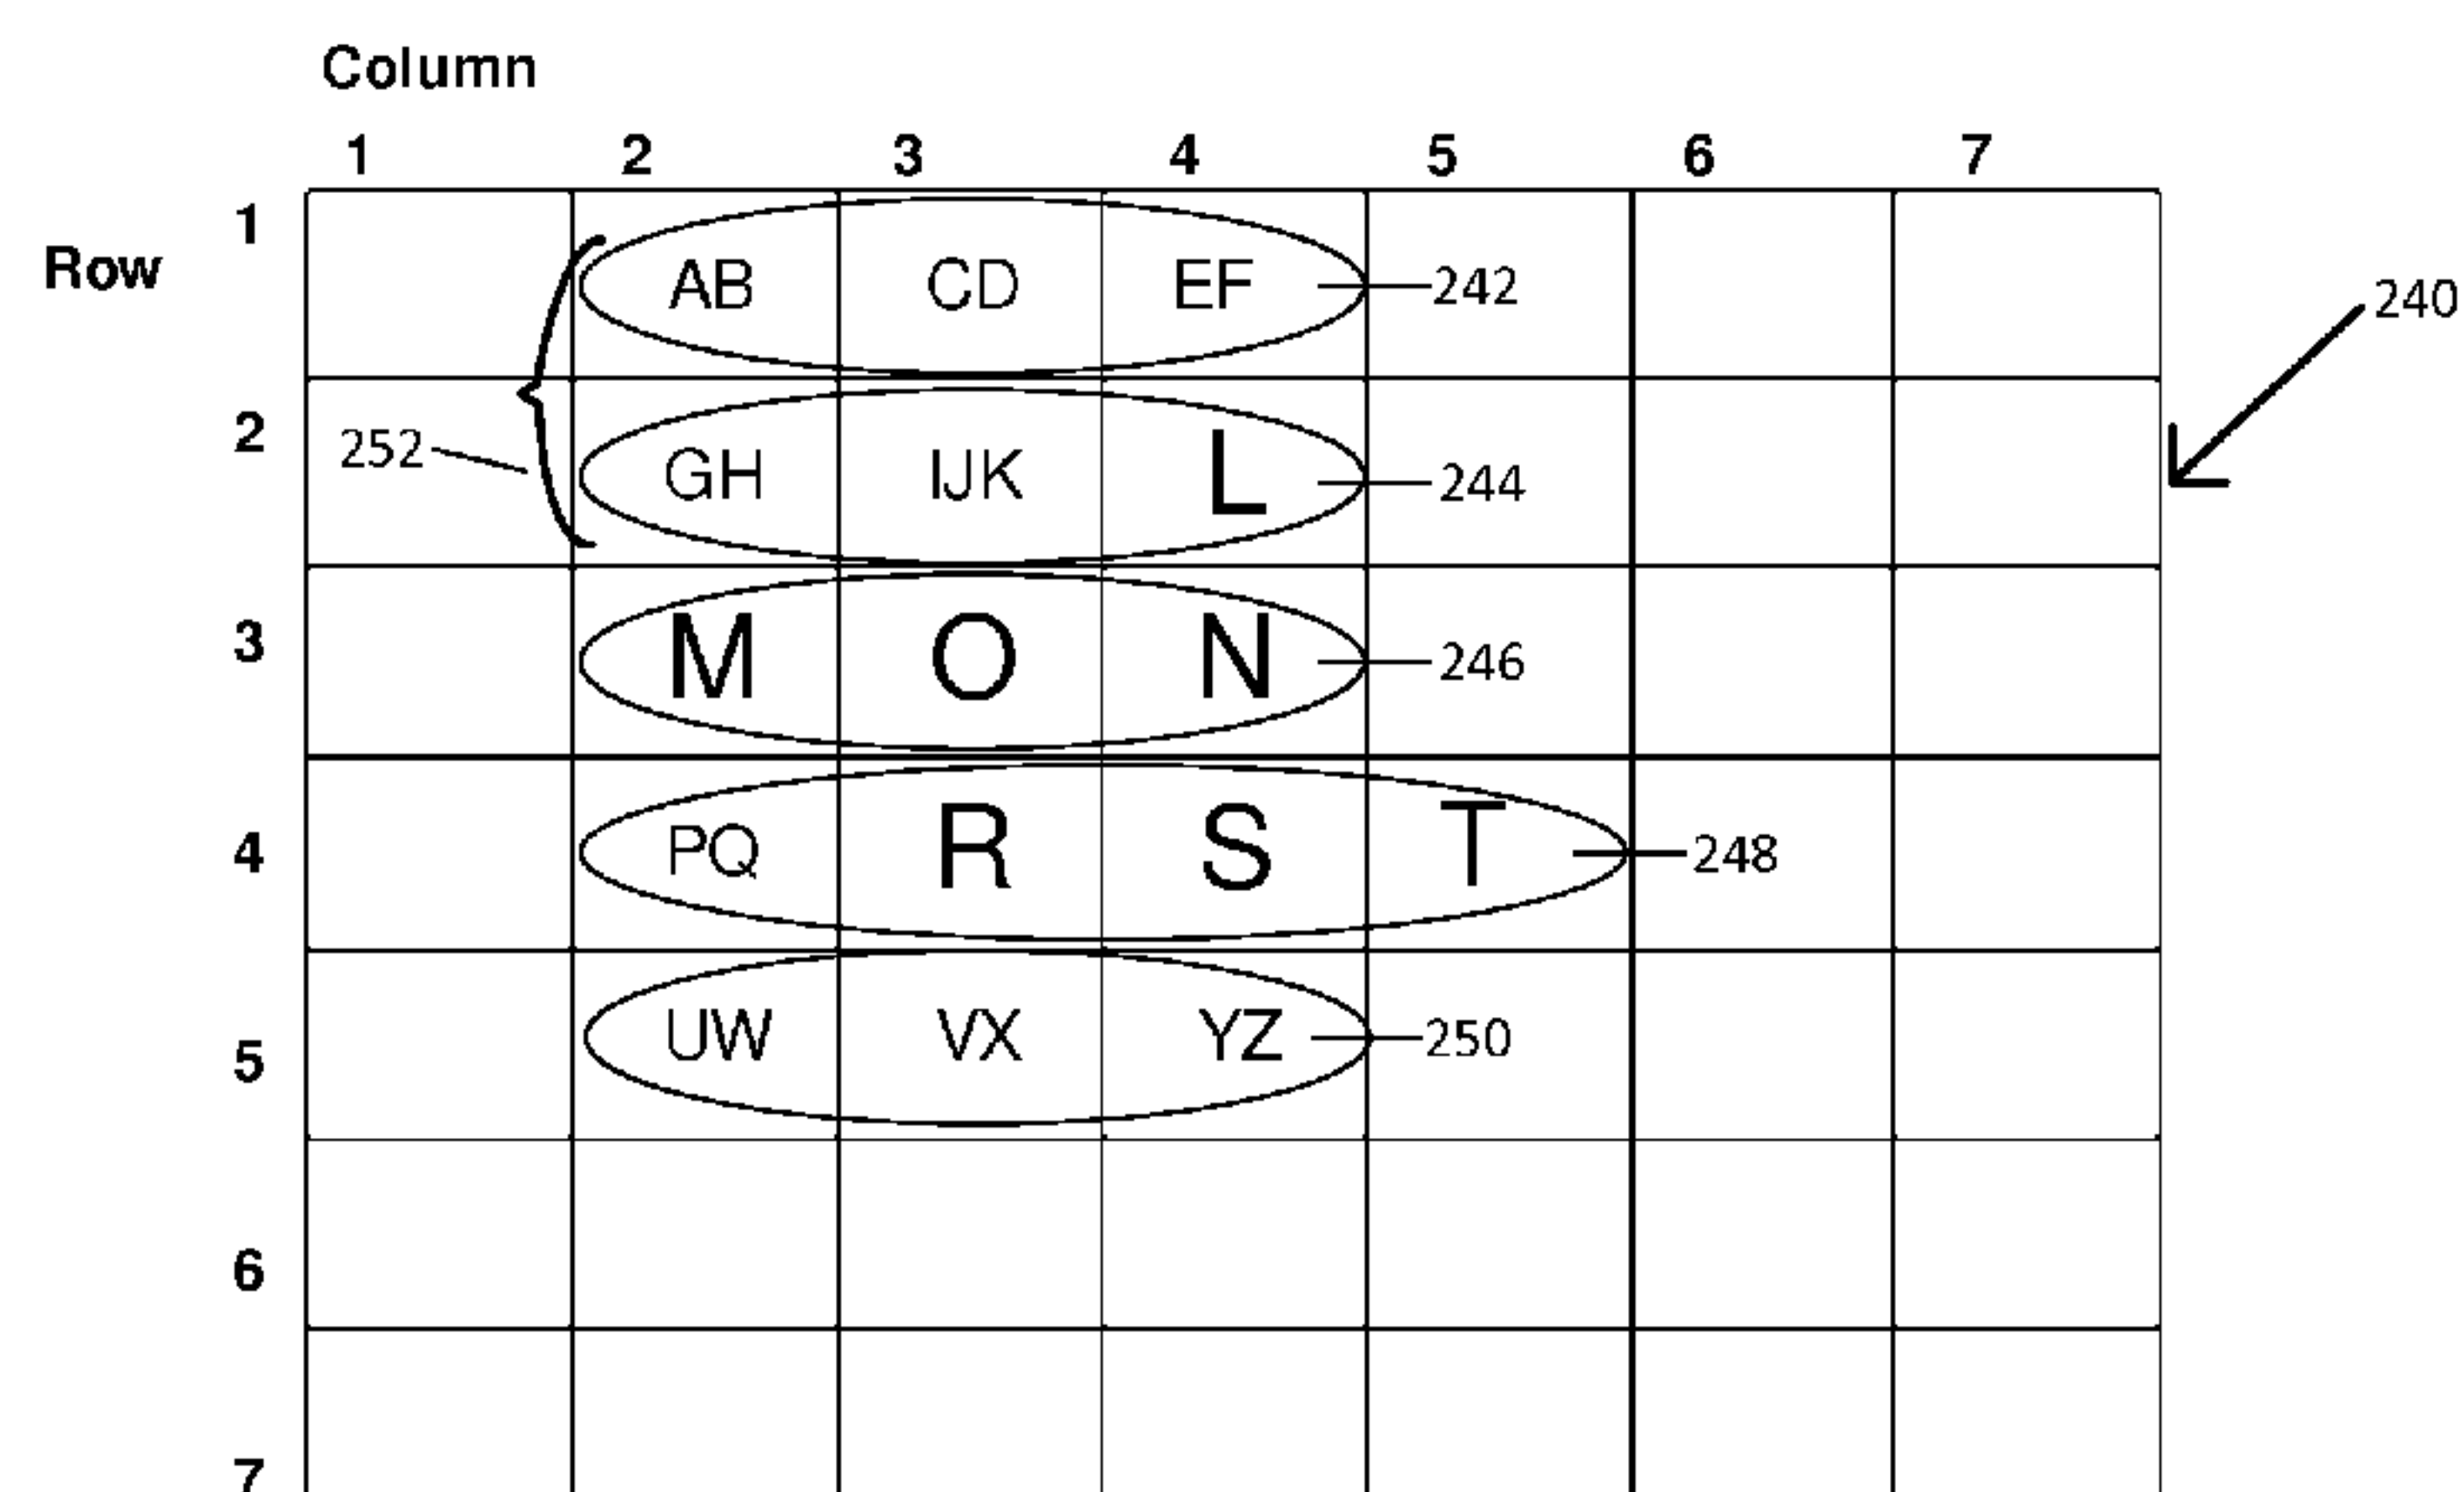 Column
1 2 3 4 5 6 7
1
Row
AB CD EF 242
240
2
252
GH IJK L 244
3
M O N 246
4
PQ R S T 248
5
UW VX YZ 250
6
7